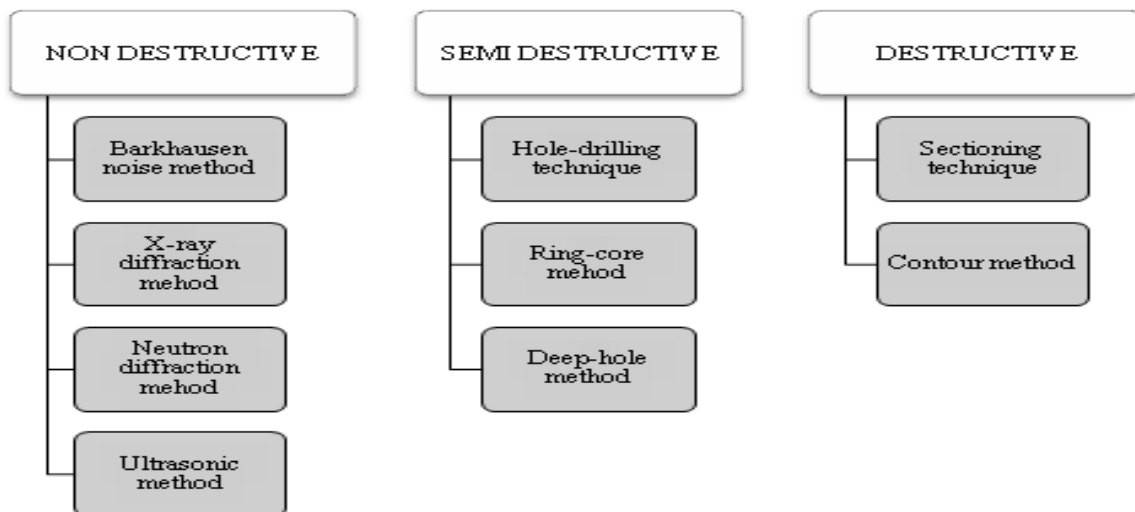 NON DESTRUCTIVE
Barkhausen
noise method
X-ray
diffraction
mehod
Neutron
diffraction
mehod
Ultrasonic
method
SEMI DESTRUCTIVE
Hole-drilling
technique
Ring-core
mehod
Deep-hole
method
DESTRUCTIVE
Sectioning
technique
Contour method